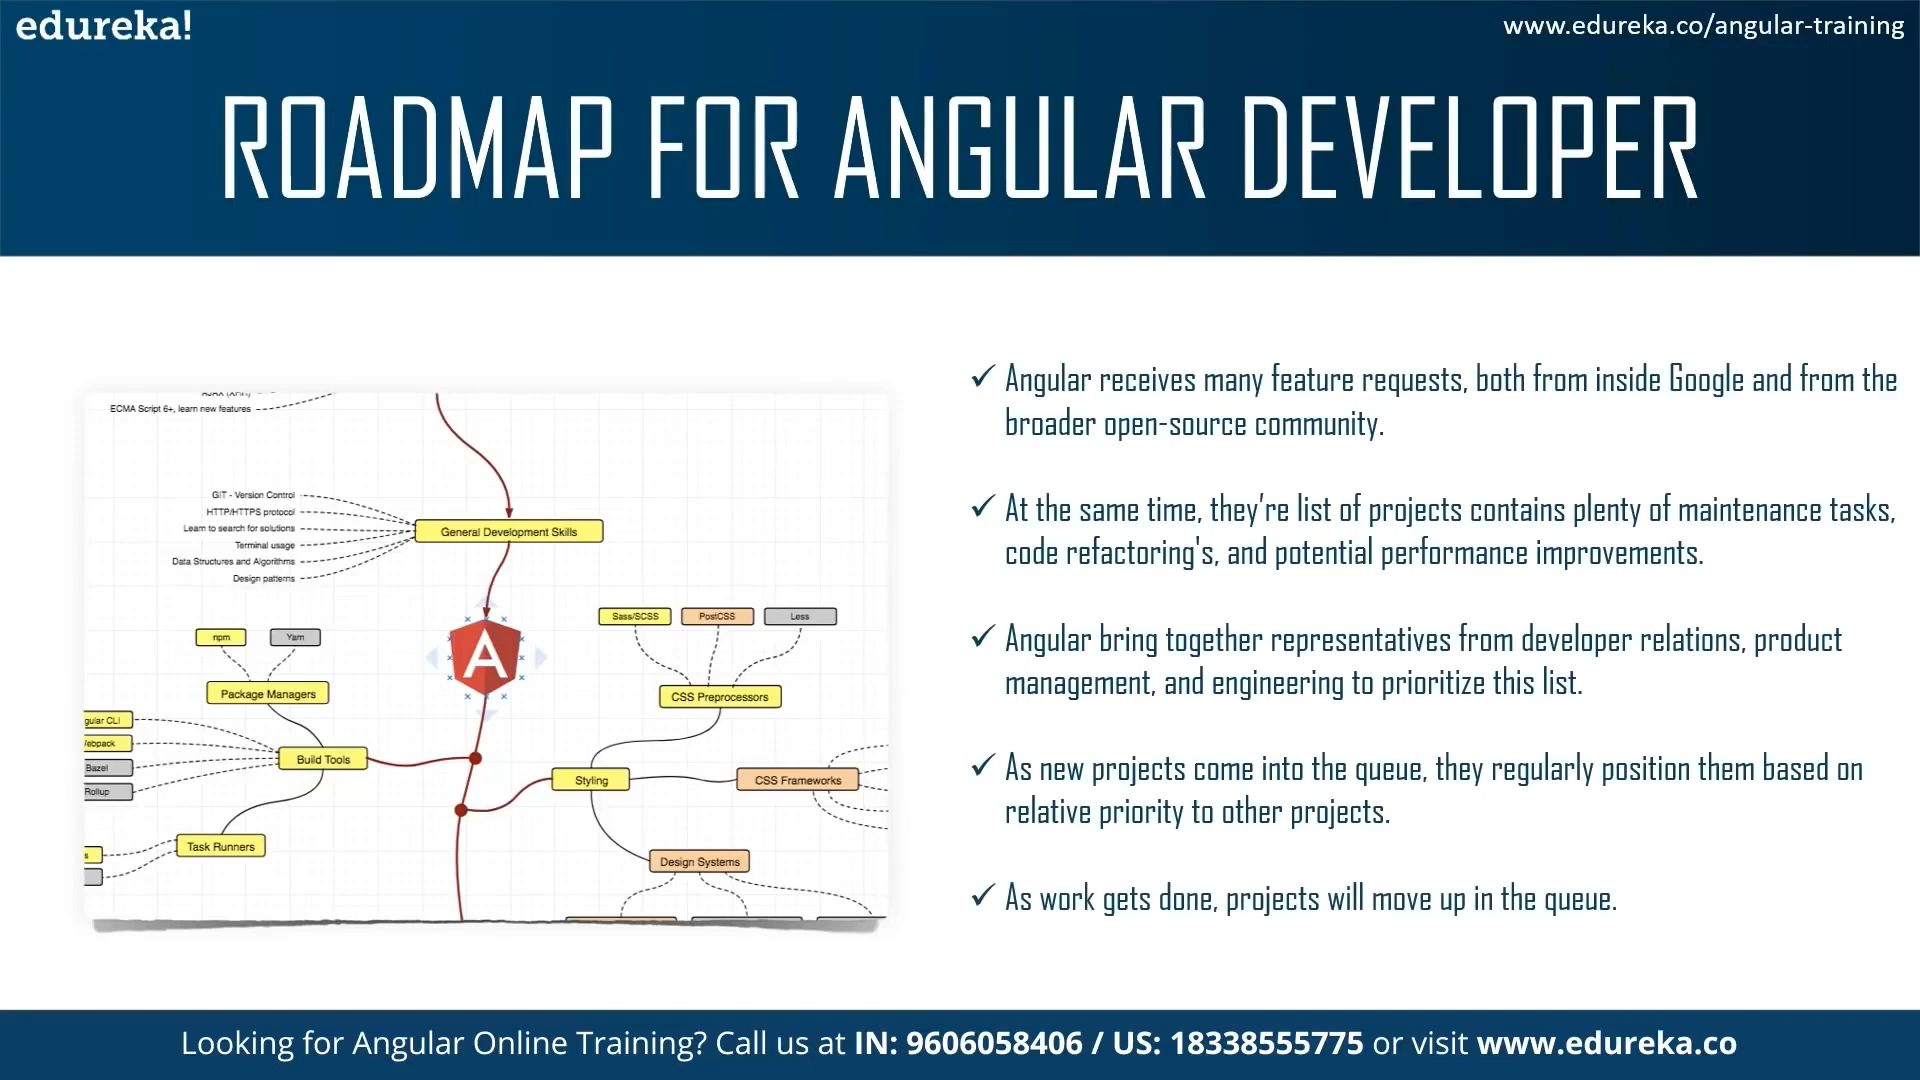 edureka!
www.edureka.co/angular-training
ROADMAP FOR ANGULAR DEVELOPER
ECMA Script 6+, learn new features
GIT - Version Control
HTTP/HTTPS protocol
Learn to search for solutions
Terminal usage
Data Structures and Algorithms
Design patterns
General Development Skills
npm
Yarn
Package Managers
gular CLI
Webpack
Bazel
Rollup
Build Tools
Task Runners
s
A
Sass/SCSS
PostCSS
Less
CSS Preprocessors
Styling
CSS Frameworks
Design Systems
✓ Angular receives many feature requests, both from inside Google and from the
broader open-source community.
✓ At the same time, they're list of projects contains plenty of maintenance tasks,
code refactoring's, and potential performance improvements.
✓ Angular bring together representatives from developer relations, product
management, and engineering to prioritize this list.
✓ As new projects come into the queue, they regularly position them based on
relative priority to other projects.
✓ As work gets done, projects will move up in the queue.
Looking for Angular Online Training? Call us at IN: 9606058406 / US: 18338555775 or visit www.edureka.co